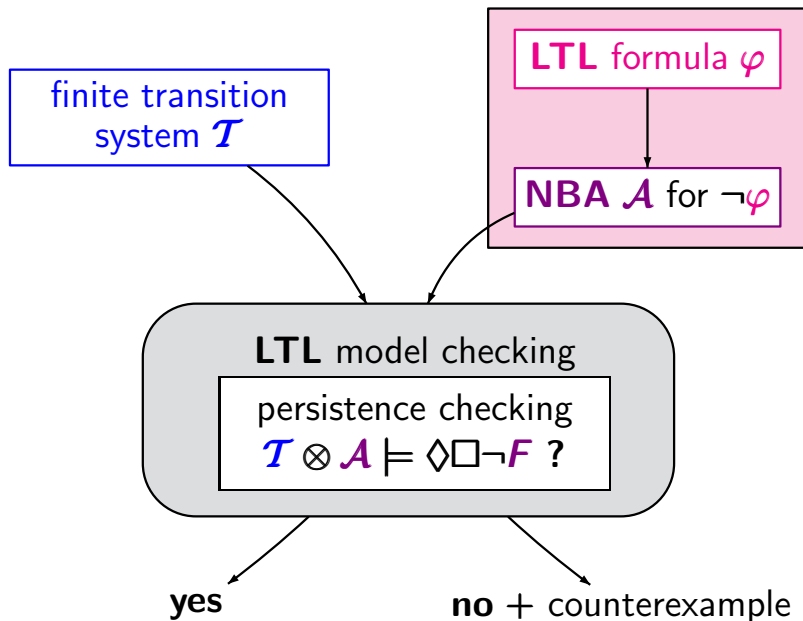 finite transition
system 𝒯
LTL formula φ
NBA 𝒜 for ¬φ
LTL model checking
persistence checking
𝒯 ⊗ 𝒜 ⊨ ◊□¬F ?
yes
no + counterexample